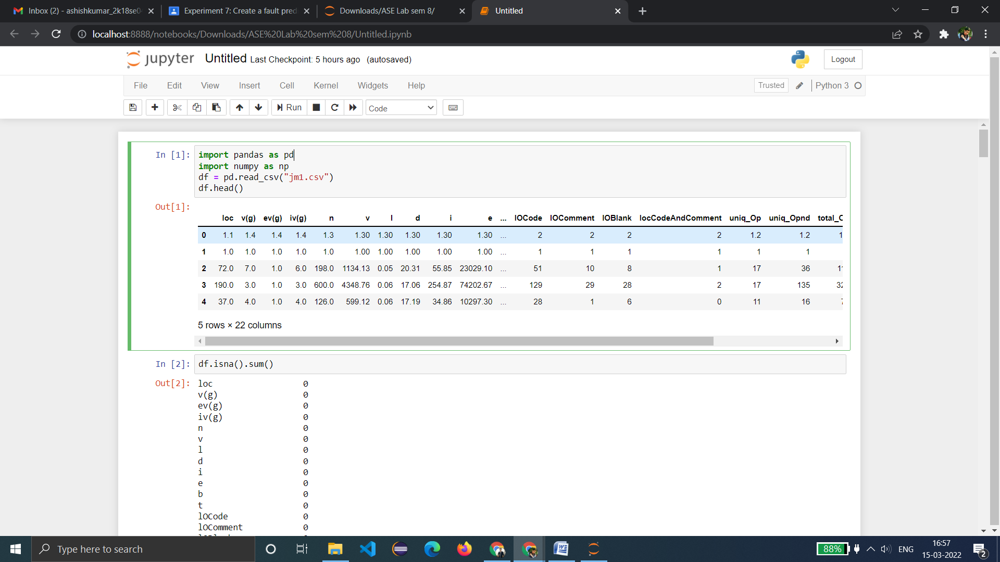 Inbox (2) - ashishkumar_2k18se0
Experiment 7: Create a fault pred
Downloads/ASE Lab sem 8/
Untitled
localhost:8888/notebooks/Downloads/ASE%20Lab%20sem%208/Untitled.ipynb
jupyter Untitled Last Checkpoint: 5 hours ago (autosaved)
Logout
File Edit View Insert Cell Kernel Widgets Help
Trusted Python 3
Run Code
In [1]: import pandas as pd
import numpy as np
df = pd.read_csv("jm1.csv")
df.head()
Out[1]:
loc v(g) ev(g) iv(g) n v l d i e ... lOCode lOComment lOBlank locCodeAndComment uniq_Op uniq_Opnd total_O
0 1.1 1.4 1.4 1.4 1.3 1.30 1.30 1.30 1.30 1.30 ... 2 2 2 2 1.2 1.2 1
1 1.0 1.0 1.0 1.0 1.0 1.00 1.00 1.00 1.00 1.00 ... 1 1 1 1 1 1
2 72.0 7.0 1.0 6.0 198.0 1134.13 0.05 20.31 55.85 23029.10 ... 51 10 8 1 17 36 11
3 190.0 3.0 1.0 3.0 600.0 4348.76 0.06 17.06 254.87 74202.67 ... 129 29 28 2 17 135 32
4 37.0 4.0 1.0 4.0 126.0 599.12 0.06 17.19 34.86 10297.30 ... 28 1 6 0 11 16 7
5 rows × 22 columns
In [2]: df.isna().sum()
Out[2]: loc 0
v(g) 0
ev(g) 0
iv(g) 0
n 0
v 0
l 0
d 0
i 0
e 0
b 0
t 0
lOCode 0
lOComment 0
Type here to search
88%
ENG
16:57
15-03-2022
2